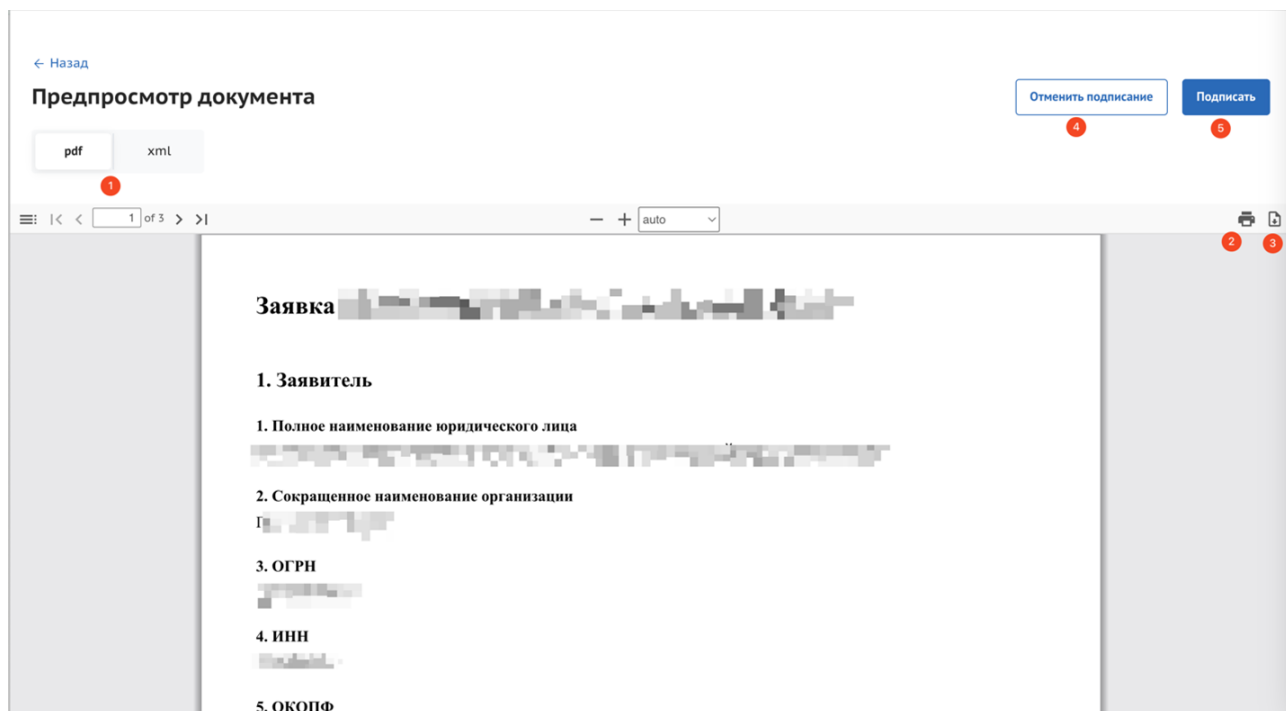 ← Назад
Предпросмотр документа
Отменить подписание
Подписать
4
5
pdf
xml
1
1 of 3
auto
2
3
Заявка
1. Заявитель
1. Полное наименование юридического лица
2. Сокращенное наименование организации
3. ОГРН
4. ИНН
5. ОКОПФ